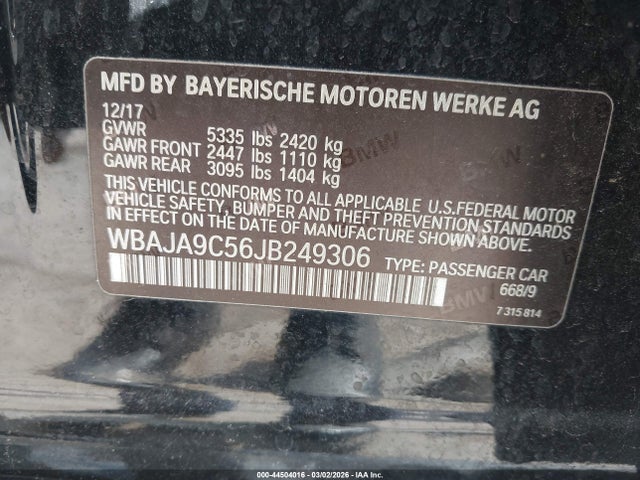 MFD BY BAYERISCHE MOTOREN WERKE AG
12/17
GVWR 5335 lbs 2420 kg
GAWR FRONT 2447 lbs 1110 kg
GAWR REAR 3095 lbs 1404 kg
THIS VEHICLE CONFORMS TO ALL APPLICABLE U.S.FEDERAL MOTOR
VEHICLE SAFETY, BUMPER AND THEFT PREVENTION STANDARDS
IN EFFECT ON THE DATE OF MANUFACTURE SHOWN ABOVE.
WBAJA9C56JB249306 TYPE: PASSENGER CAR
668/9
7 315 814
BMW
BMW
000-44504016 - 03/02/2026 - IAA Inc.